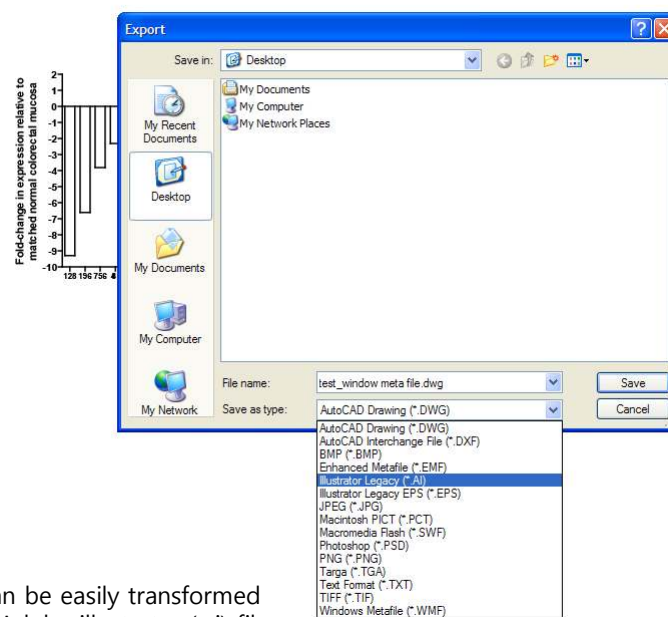 Export
Save in:
Desktop
My Documents
My Computer
My Network Places
My Recent
Documents
Desktop
My Documents
My Computer
My Network
File name:
test_window meta file.dwg
Save
Save as type:
AutoCAD Drawing (*.DWG)
Cancel
AutoCAD Drawing (*.DWG)
AutoCAD Interchange File (*.DXF)
BMP (*.BMP)
Enhanced Metafile (*.EMF)
Illustrator Legacy (*.AI)
Illustrator Legacy EPS (*.EPS)
JPEG (*.JPG)
Macintosh PICT (*.PCT)
Macromedia Flash (*.SWF)
Photoshop (*.PSD)
PNG (*.PNG)
Targa (*.TGA)
Text Format (*.TXT)
TIFF (*.TIF)
Windows Metafile (*.WMF)
Fold-change in expression relative to
matched normal colorectal mucosa
2
1
0
-1
-2
-3
-4
-5
-6
-7
-8
-9
-10
128 196 756
can be easily transformed